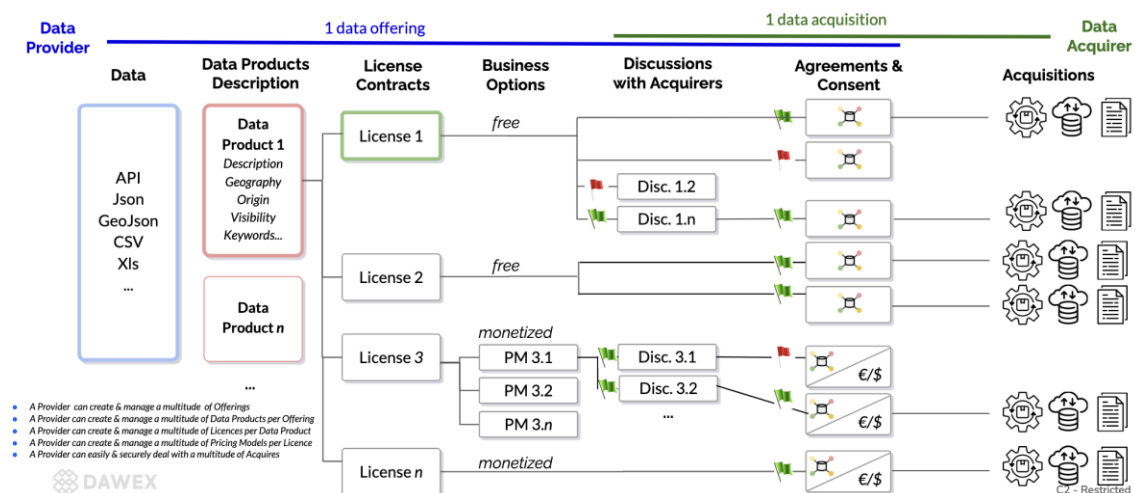 Data
Provider
1 data offering
1 data acquisition
Data
Acquirer
Data
Data Products
Description
License
Contracts
Business
Options
Discussions
with Acquirers
Agreements &
Consent
Acquisitions
API
Json
GeoJson
CSV
Xls
...
Data
Product 1
Description
Geography
Origin
Visibility
Keywords...
Data
Product n
...
License 1
free
Disc. 1.2
Disc. 1.n
License 2
free
License 3
monetized
PM 3.1
PM 3.2
PM 3.n
Disc. 3.1
Disc. 3.2
...
€/$
€/$
License n
monetized
€/$
• A Provider can create & manage a multitude of Offerings
• A Provider can create & manage a multitude of Data Products per Offering
• A Provider can create & manage a multitude of Licences per Data Product
• A Provider can create & manage a multitude of Pricing Models per Licence
• A Provider can easily & securely deal with a multitude of Acquires
DAWEX
C2 - Restricted